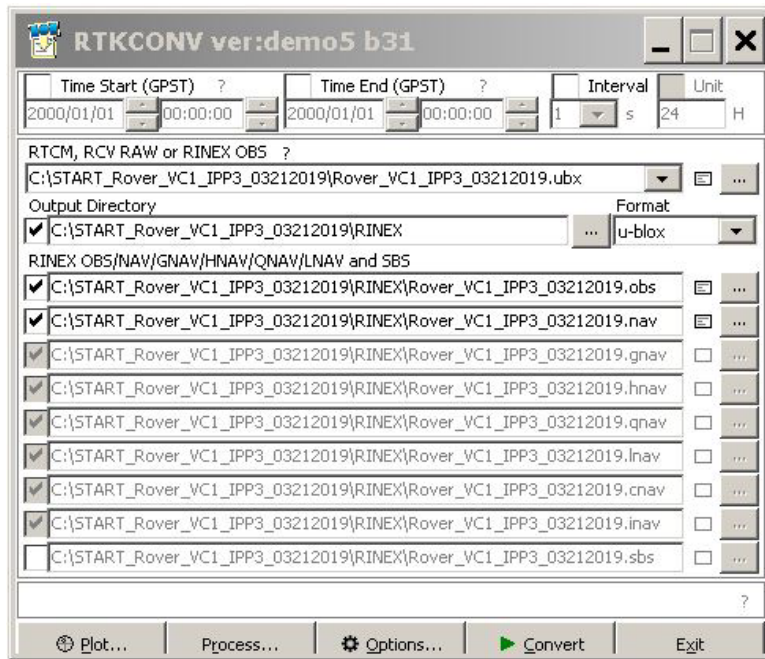 RTKCONV ver:demo5 b31
Time Start (GPST) ? Time End (GPST) ? Interval Unit
2000/01/01 00:00:00 2000/01/01 00:00:00 1 s 24 H
RTCM, RCV RAW or RINEX OBS ?
C:\START_Rover_VC1_IPP3_03212019\Rover_VC1_IPP3_03212019.ubx ...
Output Directory Format
C:\START_Rover_VC1_IPP3_03212019\RINEX ... u-blox
RINEX OBS/NAV/GNAV/HNAV/QNAV/LNAV and SBS
C:\START_Rover_VC1_IPP3_03212019\RINEX\Rover_VC1_IPP3_03212019.obs ...
C:\START_Rover_VC1_IPP3_03212019\RINEX\Rover_VC1_IPP3_03212019.nav ...
C:\START_Rover_VC1_IPP3_03212019\RINEX\Rover_VC1_IPP3_03212019.gnav ...
C:\START_Rover_VC1_IPP3_03212019\RINEX\Rover_VC1_IPP3_03212019.hnav ...
C:\START_Rover_VC1_IPP3_03212019\RINEX\Rover_VC1_IPP3_03212019.qnav ...
C:\START_Rover_VC1_IPP3_03212019\RINEX\Rover_VC1_IPP3_03212019.lnav ...
C:\START_Rover_VC1_IPP3_03212019\RINEX\Rover_VC1_IPP3_03212019.cnav ...
C:\START_Rover_VC1_IPP3_03212019\RINEX\Rover_VC1_IPP3_03212019.inav ...
C:\START_Rover_VC1_IPP3_03212019\RINEX\Rover_VC1_IPP3_03212019.sbs ...
?
Plot... Process... Options... Convert Exit